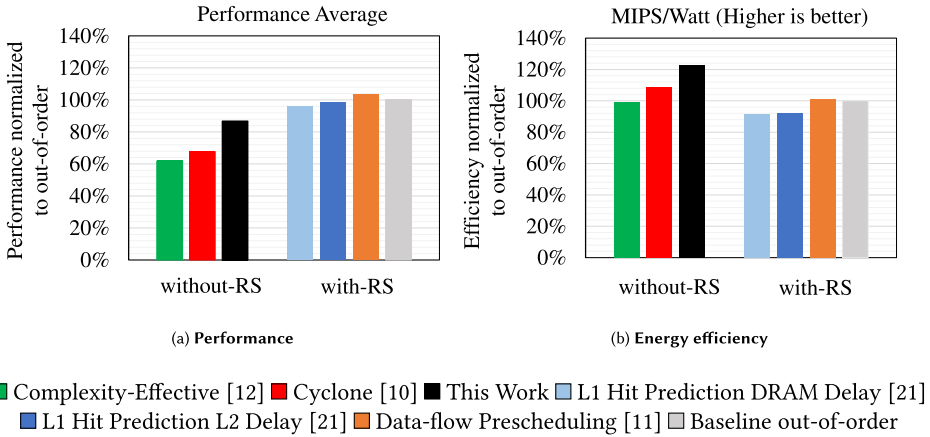 Performance Average
Performance normalized
to out-of-order
140%
120%
100%
80%
60%
40%
20%
0%
without-RS
with-RS
(a) Performance
MIPS/Watt (Higher is better)
Efficiency normalized
to out-of-order
140%
120%
100%
80%
60%
40%
20%
0%
without-RS
with-RS
(b) Energy efficiency
Complexity-Effective [12] Cyclone [10] This Work L1 Hit Prediction DRAM Delay [21]
L1 Hit Prediction L2 Delay [21] Data-flow Prescheduling [11] Baseline out-of-order